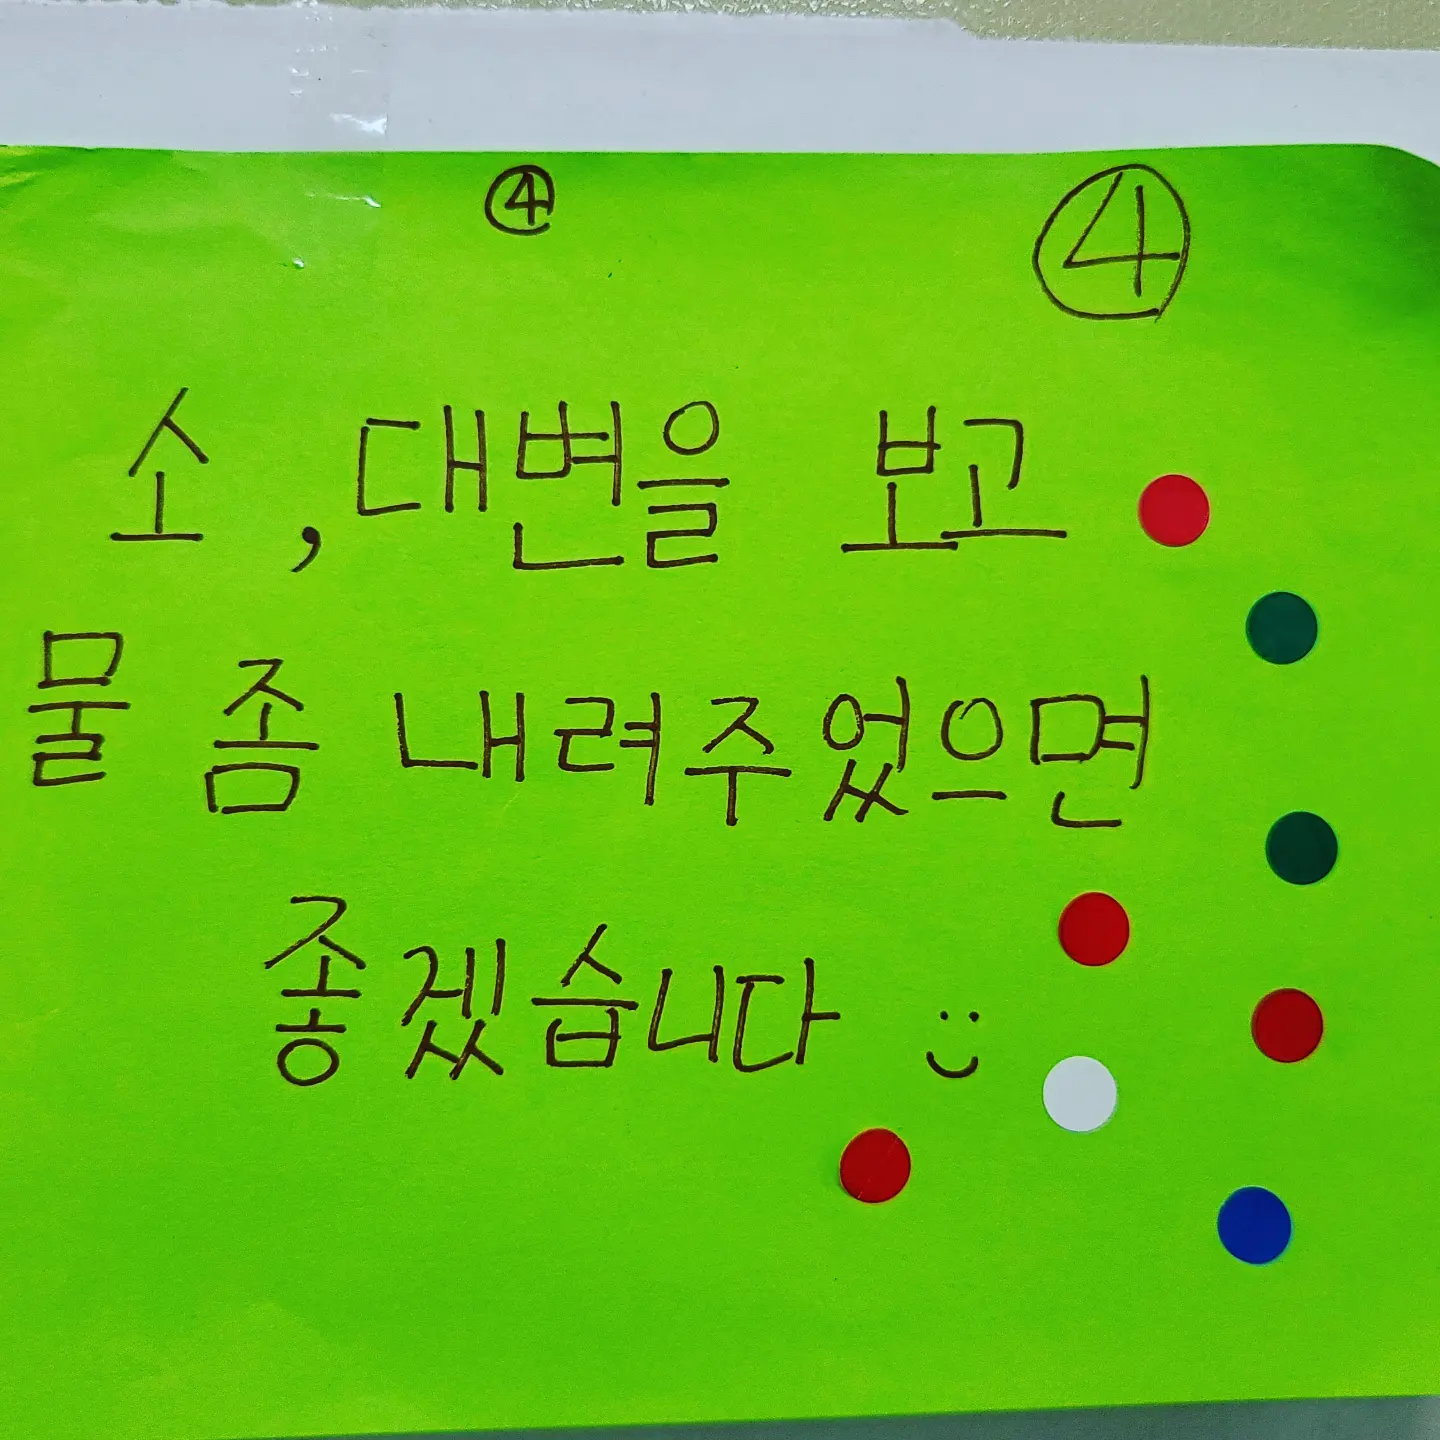 ④ ④
소, 대변을 보고
물 좀 내려주었으면
좋겠습니다 :)